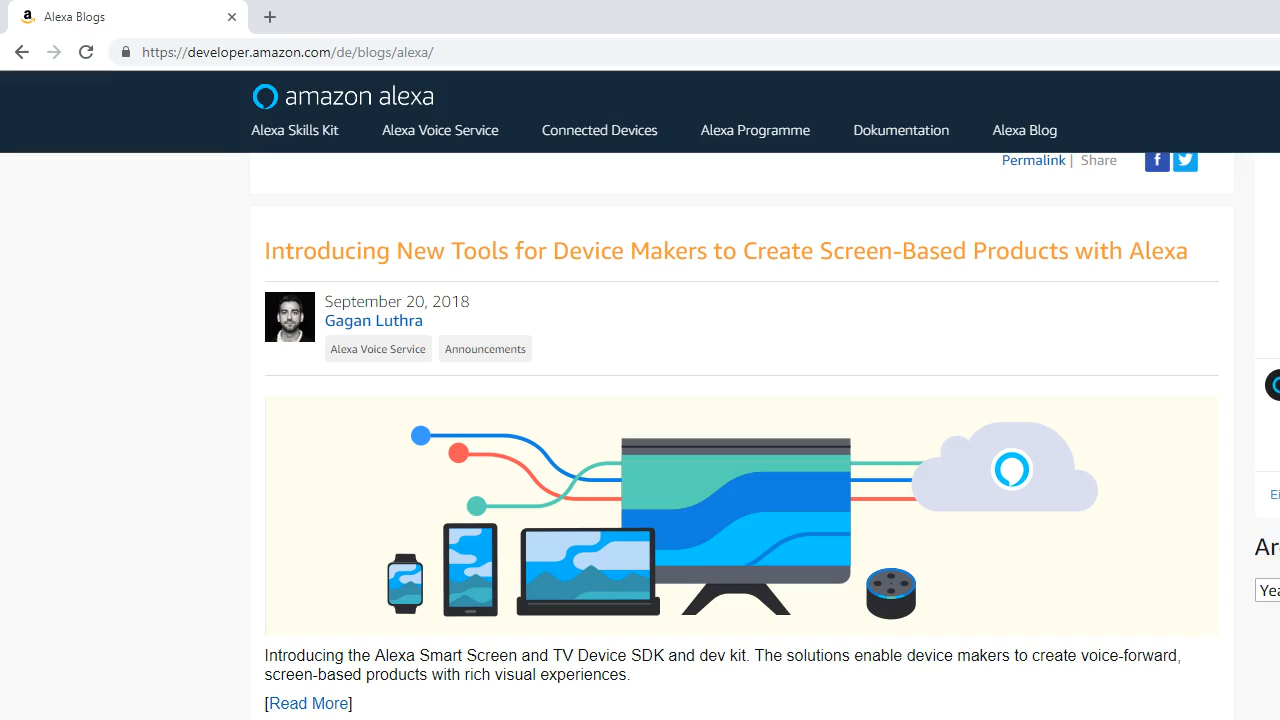 Alexa Blogs
https://developer.amazon.com/de/blogs/alexa/
amazon alexa
Alexa Skills Kit Alexa Voice Service Connected Devices Alexa Programme Dokumentation Alexa Blog
Permalink | Share
Introducing New Tools for Device Makers to Create Screen-Based Products with Alexa
September 20, 2018
Gagan Luthra
Alexa Voice Service Announcements
Introducing the Alexa Smart Screen and TV Device SDK and dev kit. The solutions enable device makers to create voice-forward,
screen-based products with rich visual experiences.
[Read More]